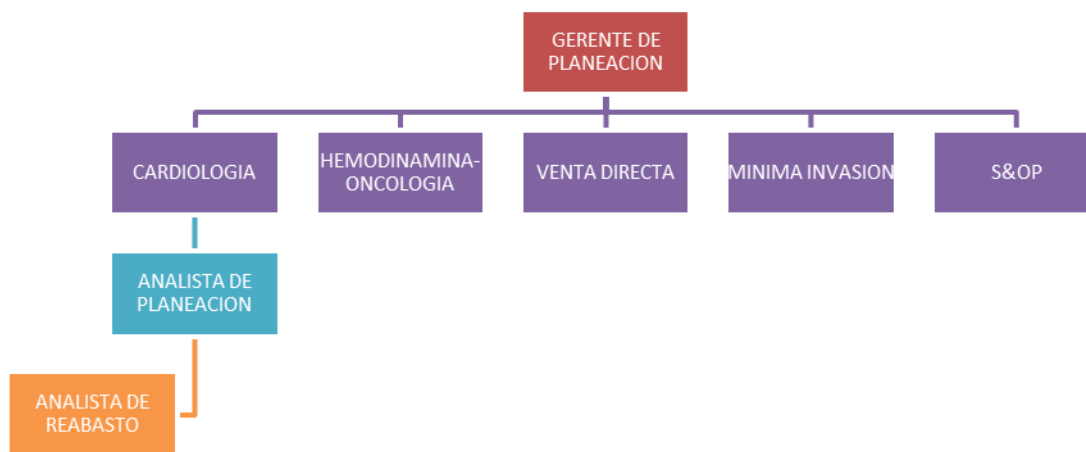 GERENTE DE
PLANEACION
CARDIOLOGIA
HEMODINAMINA-
ONCOLOGIA
VENTA DIRECTA
MINIMA INVASION
S&OP
ANALISTA DE
PLANEACION
ANALISTA DE
REABASTO